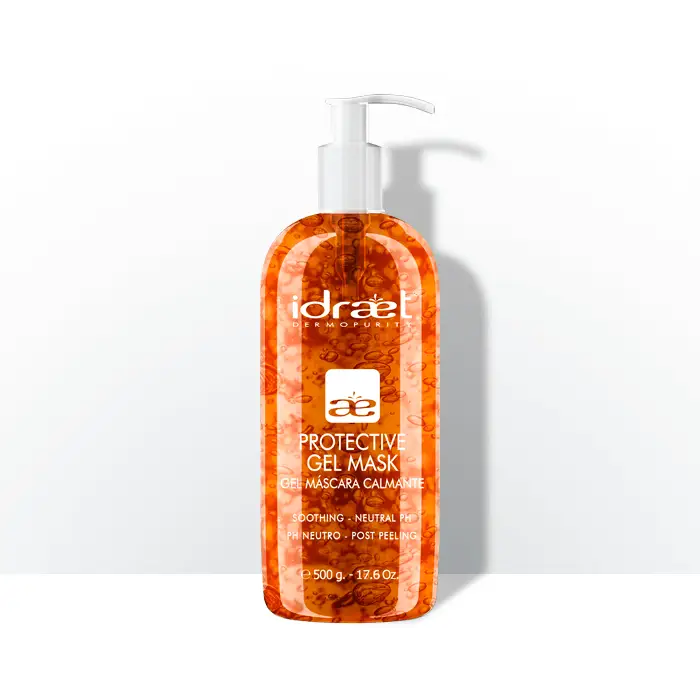 idraet
DERMOPURITY
ae
PROTECTIVE
GEL MASK
GEL MÁSCARA CALMANTE
SOOTHING - NEUTRAL PH
PH NEUTRO - POST PEELING
℮ 500 g. - 17.6 Oz.